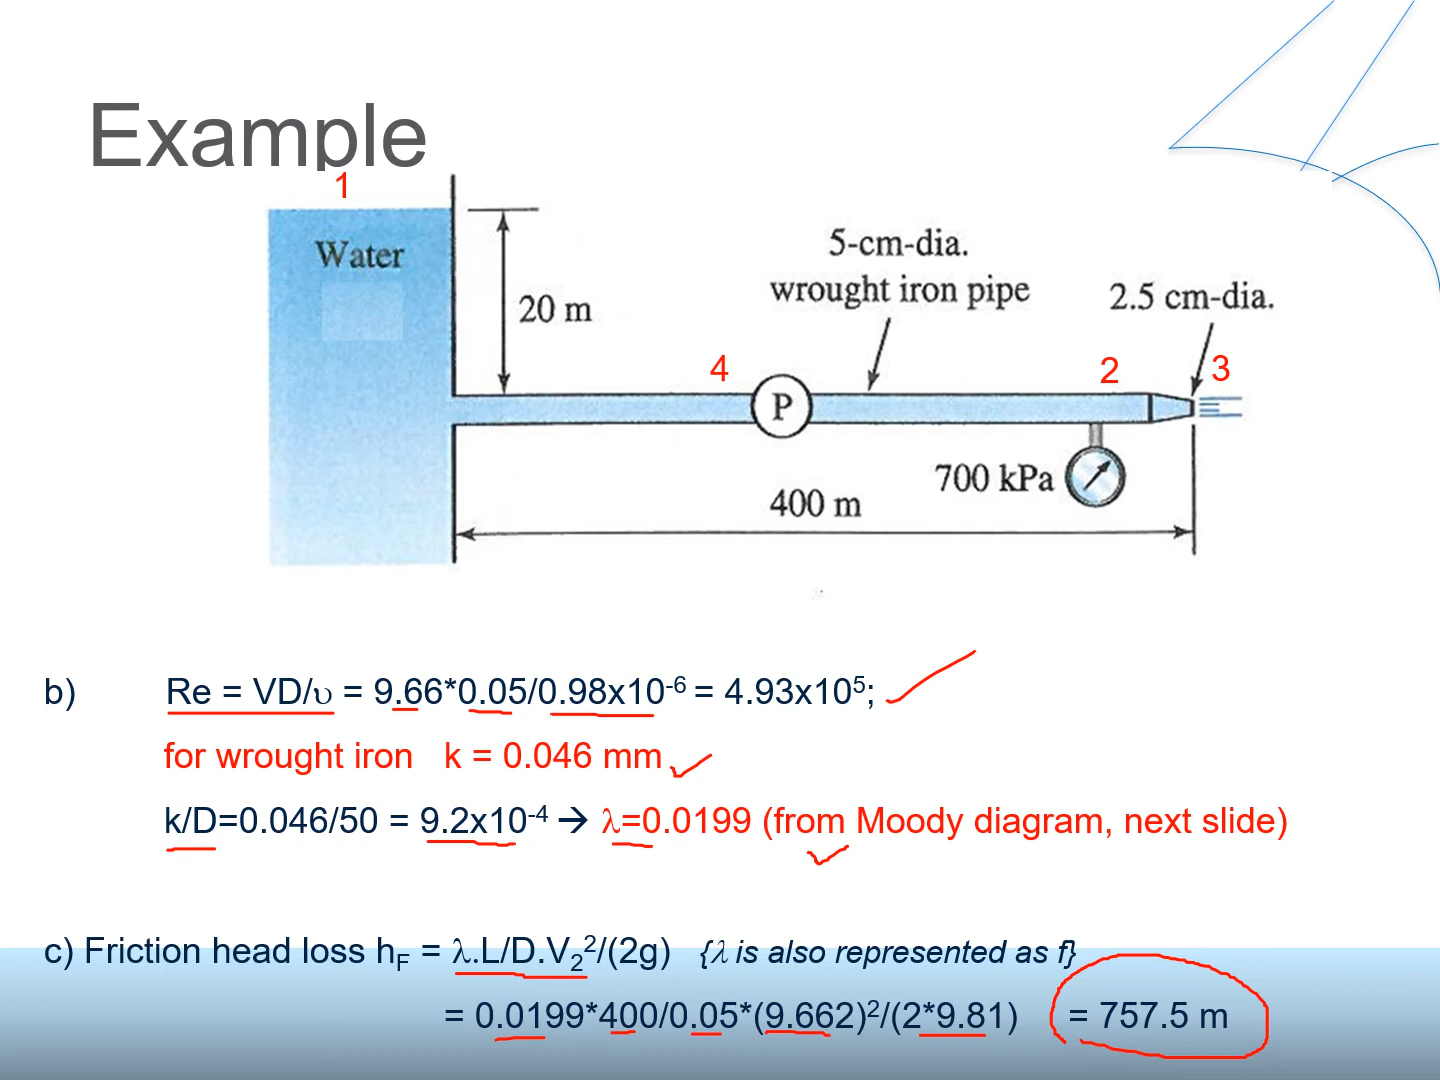 Example
1
Water
20 m
5-cm-dia.
wrought iron pipe
2.5 cm-dia.
4
2
3
P
700 kPa
400 m
b) Re = VD/υ = 9.66*0.05/0.98x10⁻⁶ = 4.93x10⁵;
for wrought iron k = 0.046 mm
k/D=0.046/50 = 9.2x10⁻⁴ → λ=0.0199 (from Moody diagram, next slide)
c) Friction head loss h_F = λ.L/D.V₂²/(2g) {λ is also represented as f}
= 0.0199*400/0.05*(9.662)²/(2*9.81) = 757.5 m